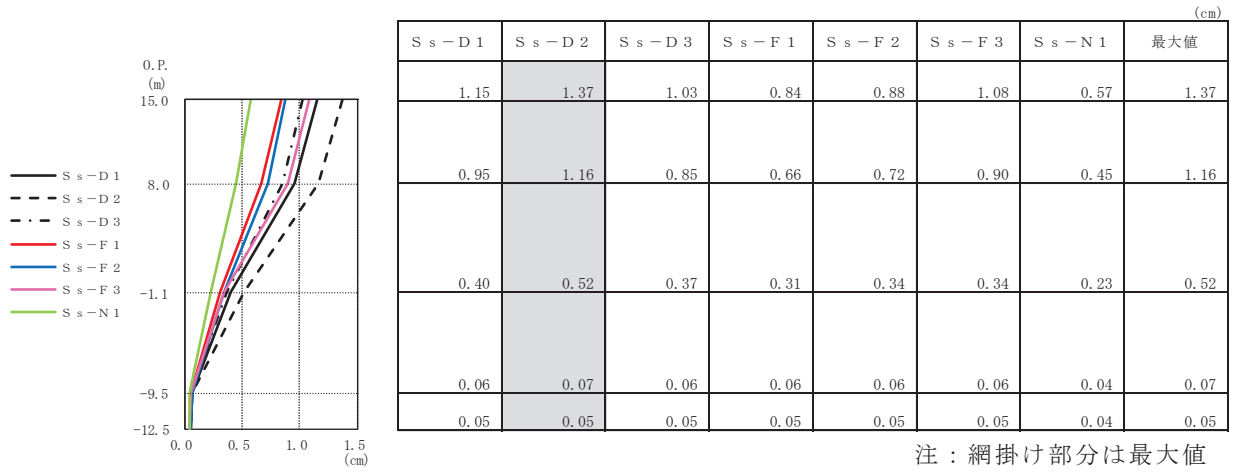 (cm)
Ss-D1 Ss-D2 Ss-D3 Ss-F1 Ss-F2 Ss-F3 Ss-N1 最大値
1.15 1.37 1.03 0.84 0.88 1.08 0.57 1.37
0.95 1.16 0.85 0.66 0.72 0.90 0.45 1.16
0.40 0.52 0.37 0.31 0.34 0.34 0.23 0.52
0.06 0.07 0.06 0.06 0.06 0.06 0.04 0.07
0.05 0.05 0.05 0.05 0.05 0.05 0.04 0.05
O.P.
(m)
15.0
8.0
-1.1
-9.5
-12.5
0.0 0.5 1.0 1.5
(cm)
Ss-D1
Ss-D2
Ss-D3
Ss-F1
Ss-F2
Ss-F3
Ss-N1
注：網掛け部分は最大値